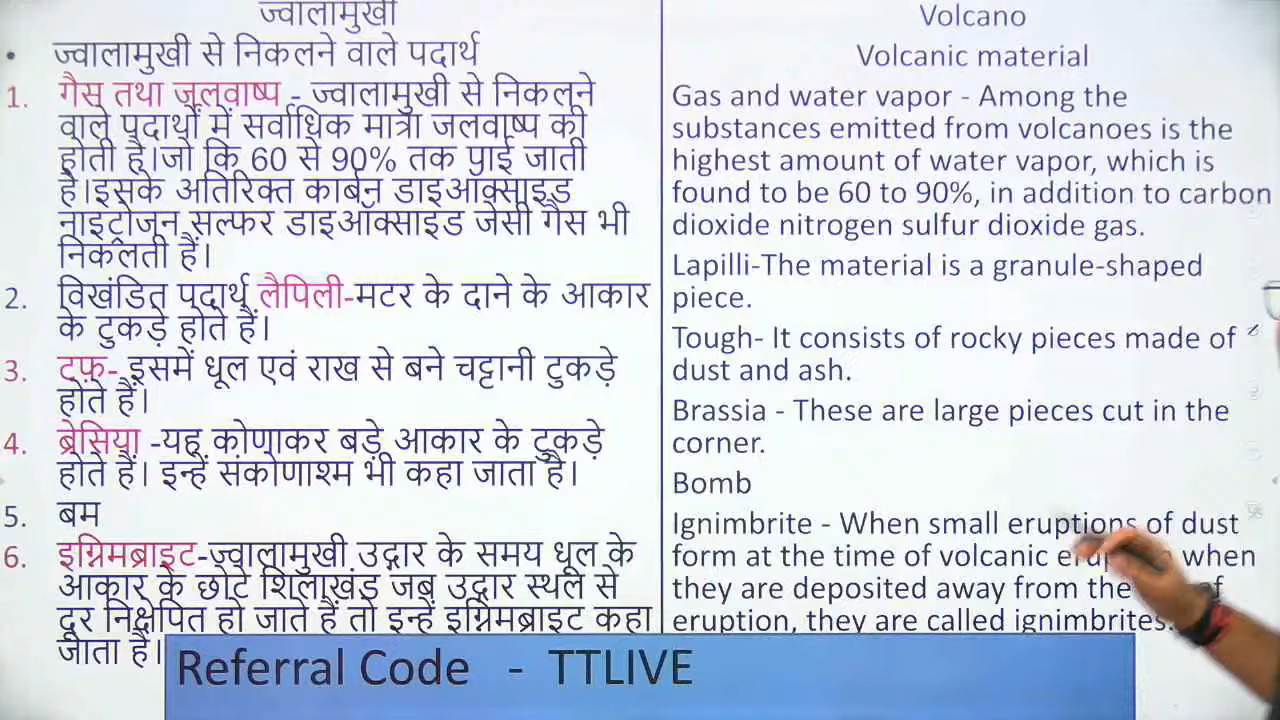 ज्वालामुखी
• ज्वालामुखी से निकलने वाले पदार्थ
1. गैस तथा जलवाष्प - ज्वालामुखी से निकलने
वाले पदार्थों में सर्वाधिक मात्रा जलवाष्प की
होती है।जो कि 60 से 90% तक पाई जाती
है।इसके अतिरिक्त कार्बन डाइऑक्साइड
नाइट्रोजन सल्फर डाइऑक्साइड जैसी गैस भी
निकलती हैं।
2. विखंडित पदार्थ लैपिली-मटर के दाने के आकार
के टुकड़े होते हैं।
3. टफ़- इसमें धूल एवं राख से बने चट्टानी टुकड़े
होते हैं।
4. ब्रेसिया -यह कोणाकर बड़े आकार के टुकड़े
होते हैं। इन्हें संकोणाश्म भी कहा जाता है।
5. बम
6. इग्निमब्राइट-ज्वालामुखी उद्गार के समय धूल के
आकार के छोटे शिलाखंड जब उद्गार स्थल से
दूर निक्षेपित हो जाते हैं तो इन्हें इग्निमब्राइट कहा
जाता है।
Volcano
Volcanic material
Gas and water vapor - Among the
substances emitted from volcanoes is the
highest amount of water vapor, which is
found to be 60 to 90%, in addition to carbon
dioxide nitrogen sulfur dioxide gas.
Lapilli-The material is a granule-shaped
piece.
Tough- It consists of rocky pieces made of
dust and ash.
Brassia - These are large pieces cut in the
corner.
Bomb
Ignimbrite - When small eruptions of dust
form at the time of volcanic when
they are deposited away from the of
eruption, they are called ignimbrites.
Referral Code - TTLIVE